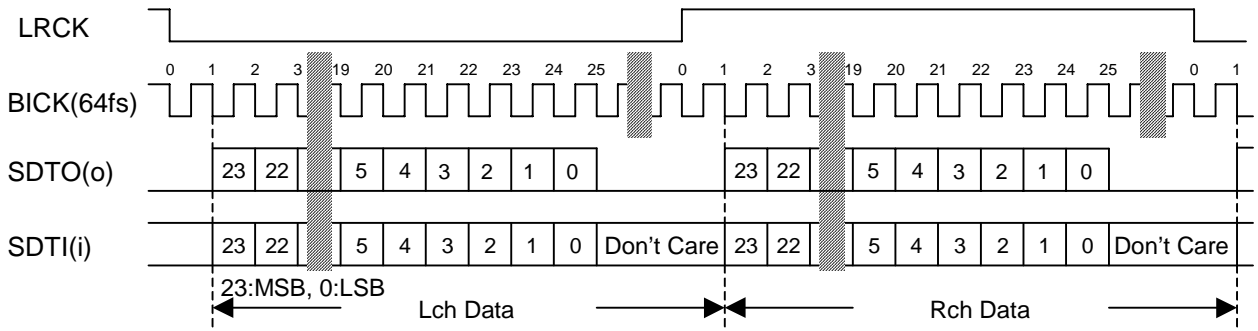 LRCK
0 1 2 3 19 20 21 22 23 24 25 0 1 2 3 19 20 21 22 23 24 25 0 1
BICK(64fs)
SDTO(o) 23 22 5 4 3 2 1 0 23 22 5 4 3 2 1 0
SDTI(i) 23 22 5 4 3 2 1 0 Don't Care 23 22 5 4 3 2 1 0 Don't Care
23:MSB, 0:LSB
Lch Data Rch Data